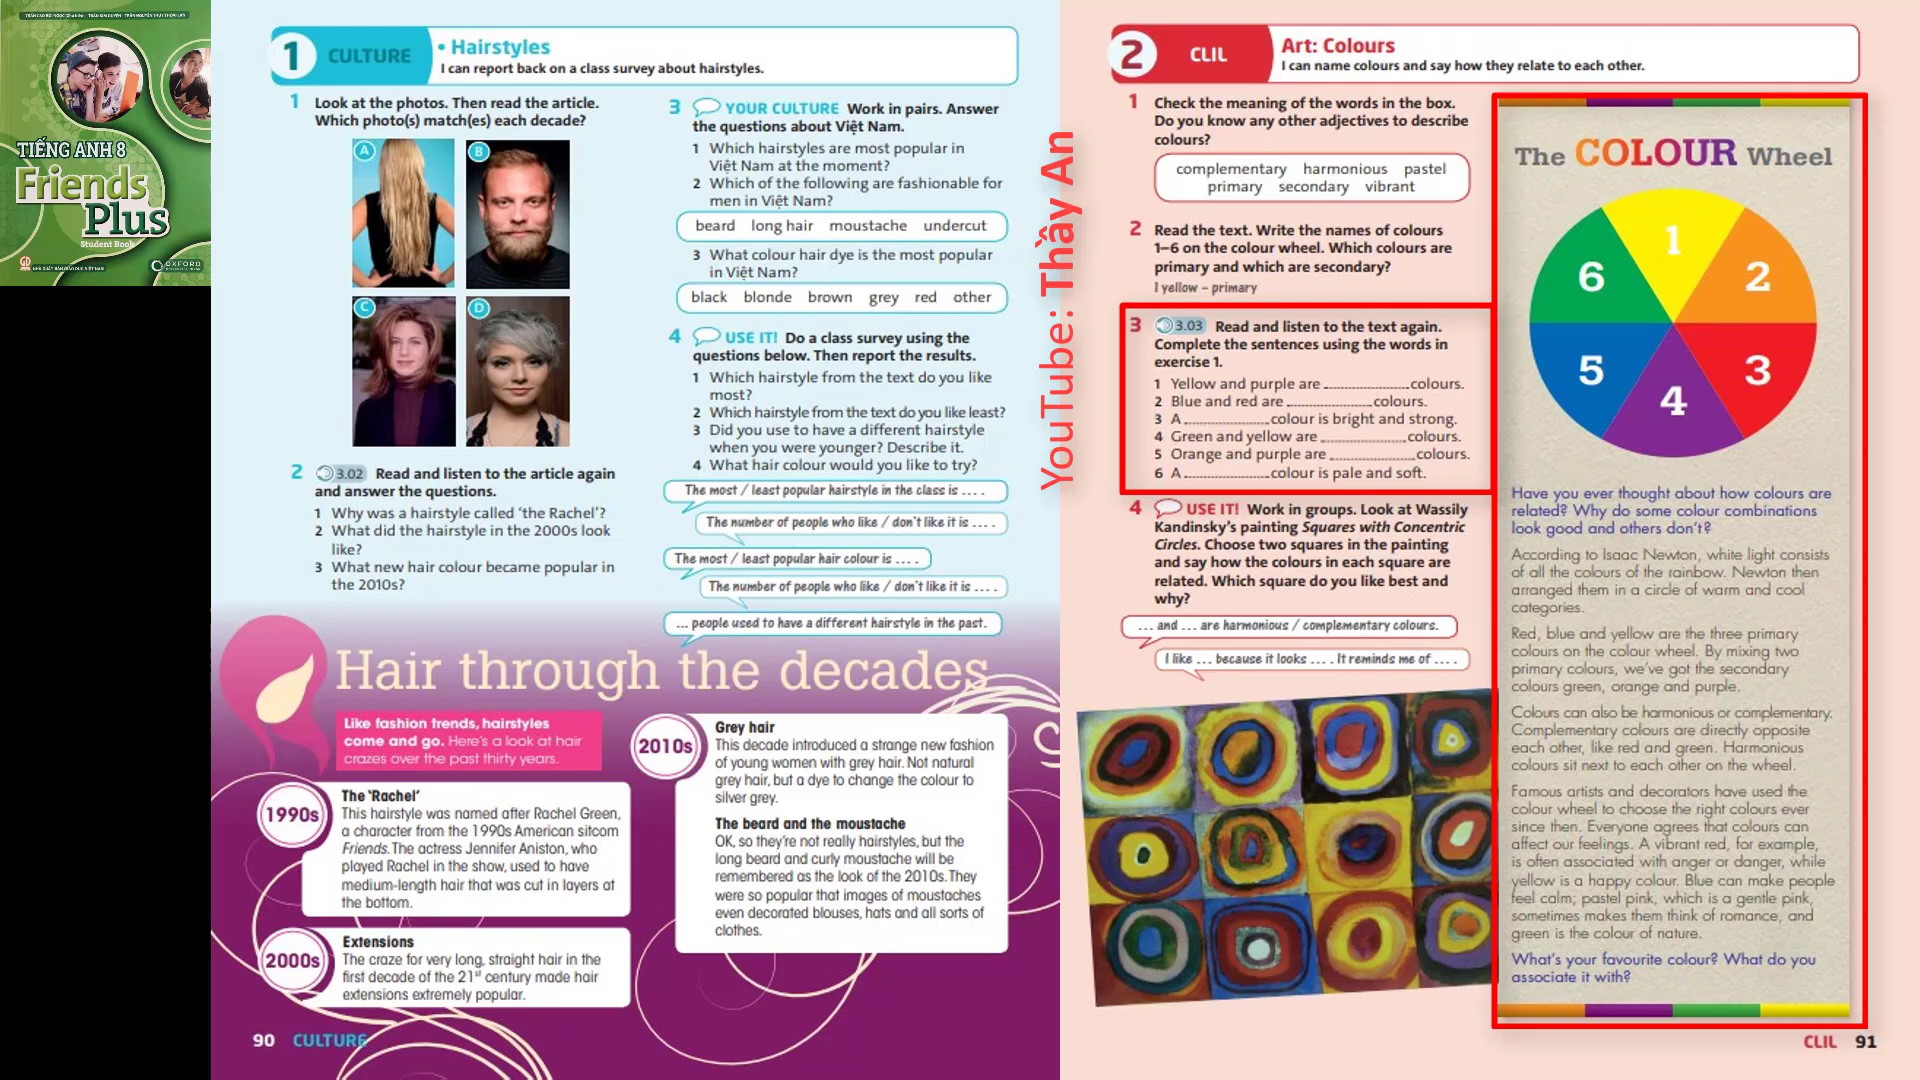 TIẾNG ANH 8
Friends
Plus
Student Book
NHÀ XUẤT BẢN GIÁO DỤC VIỆT NAM
OXFORD
1 CULTURE
• Hairstyles
I can report back on a class survey about hairstyles.
1 Look at the photos. Then read the article.
Which photo(s) match(es) each decade?
A
B
C
D
2 3.02 Read and listen to the article again
and answer the questions.
1 Why was a hairstyle called ‘the Rachel’?
2 What did the hairstyle in the 2000s look
like?
3 What new hair colour became popular in
the 2010s?
3 YOUR CULTURE Work in pairs. Answer
the questions about Việt Nam.
1 Which hairstyles are most popular in
Việt Nam at the moment?
2 Which of the following are fashionable for
men in Việt Nam?
beard long hair moustache undercut
3 What colour hair dye is the most popular
in Việt Nam?
black blonde brown grey red other
4 USE IT! Do a class survey using the
questions below. Then report the results.
1 Which hairstyle from the text do you like
most?
2 Which hairstyle from the text do you like least?
3 Did you use to have a different hairstyle
when you were younger? Describe it.
4 What hair colour would you like to try?
The most / least popular hairstyle in the class is ... .
The number of people who like / don't like it is ... .
The most / least popular hair colour is ... .
The number of people who like / don't like it is ... .
... people used to have a different hairstyle in the past.
Hair through the decades
Like fashion trends, hairstyles
come and go. Here's a look at hair
crazes over the past thirty years.
1990s
The ‘Rachel’
This hairstyle was named after Rachel Green,
a character from the 1990s American sitcom
Friends. The actress Jennifer Aniston, who
played Rachel in the show, used to have
medium-length hair that was cut in layers at
the bottom.
2000s
Extensions
The craze for very long, straight hair in the
first decade of the 21st century made hair
extensions extremely popular.
2010s
Grey hair
This decade introduced a strange new fashion
of young women with grey hair. Not natural
grey hair, but a dye to change the colour to
silver grey.
The beard and the moustache
OK, so they're not really hairstyles, but the
long beard and curly moustache will be
remembered as the look of the 2010s. They
were so popular that images of moustaches
even decorated blouses, hats and all sorts of
clothes.
90 CULTURE
YouTube: Thầy An
2 CLIL
Art: Colours
I can name colours and say how they relate to each other.
1 Check the meaning of the words in the box.
Do you know any other adjectives to describe
colours?
complementary harmonious pastel
primary secondary vibrant
2 Read the text. Write the names of colours
1–6 on the colour wheel. Which colours are
primary and which are secondary?
1 yellow – primary
3 3.03 Read and listen to the text again.
Complete the sentences using the words in
exercise 1.
1 Yellow and purple are ..................... colours.
2 Blue and red are ..................... colours.
3 A ..................... colour is bright and strong.
4 Green and yellow are ..................... colours.
5 Orange and purple are ..................... colours.
6 A ..................... colour is pale and soft.
4 USE IT! Work in groups. Look at Wassily
Kandinsky's painting Squares with Concentric
Circles. Choose two squares in the painting
and say how the colours in each square are
related. Which square do you like best and
why?
... and ... are harmonious / complementary colours.
I like ... because it looks ... . It reminds me of ... .
The COLOUR Wheel
1
2
3
4
5
6
Have you ever thought about how colours are
related? Why do some colour combinations
look good and others don't?
According to Isaac Newton, white light consists
of all the colours of the rainbow. Newton then
arranged them in a circle of warm and cool
categories.
Red, blue and yellow are the three primary
colours on the colour wheel. By mixing two
primary colours, we've got the secondary
colours green, orange and purple.
Colours can also be harmonious or complementary.
Complementary colours are directly opposite
each other, like red and green. Harmonious
colours sit next to each other on the wheel.
Famous artists and decorators have used the
colour wheel to choose the right colours ever
since then. Everyone agrees that colours can
affect our feelings. A vibrant red, for example,
is often associated with anger or danger, while
yellow is a happy colour. Blue can make people
feel calm; pastel pink, which is a gentle pink,
sometimes makes them think of romance, and
green is the colour of nature.
What's your favourite colour? What do you
associate it with?
CLIL 91